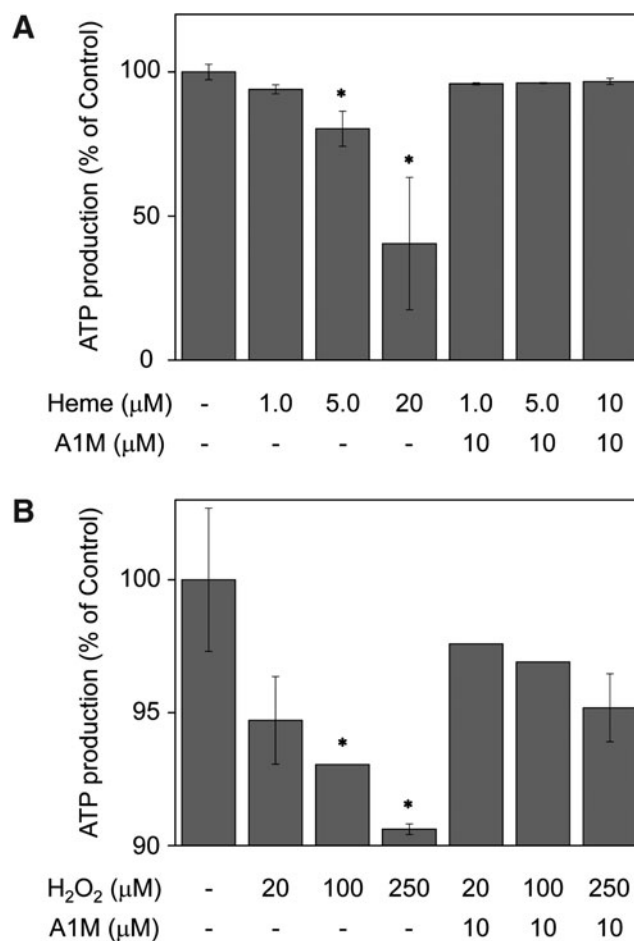 A
ATP production (% of Control)
100
50
0
*
*
Heme (μM) - 1.0 5.0 20 1.0 5.0 10
A1M (μM) - - - - 10 10 10
B
ATP production (% of Control)
100
95
90
*
*
H₂O₂ (μM) - 20 100 250 20 100 250
A1M (μM) - - - - 10 10 10